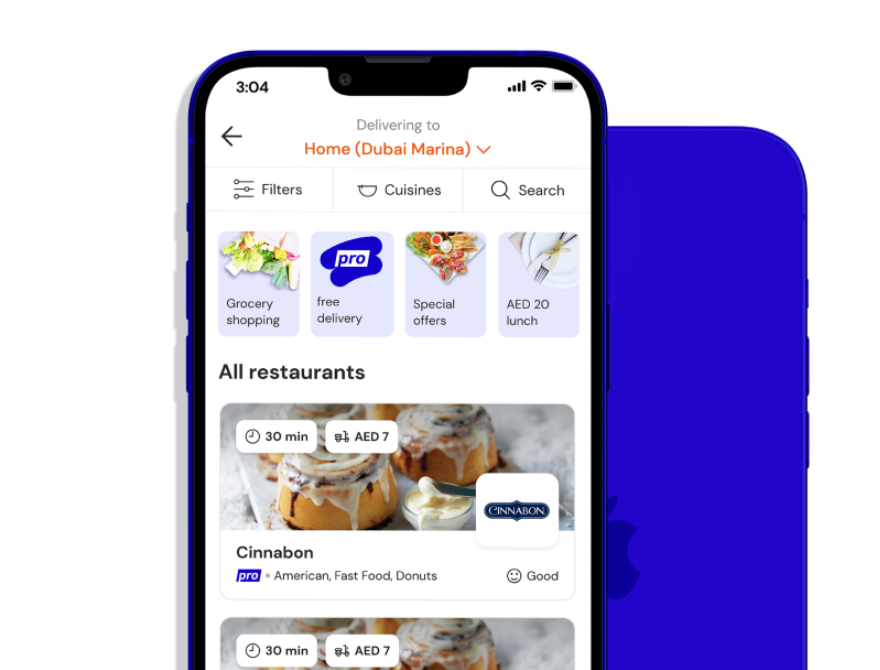 3:04
Delivering to
Home (Dubai Marina)
Filters
Cuisines
Search
pro
Grocery
shopping
free
delivery
Special
offers
AED 20
lunch
All restaurants
30 min
AED 7
CINNABON
Cinnabon
pro • American, Fast Food, Donuts
Good
30 min
AED 7